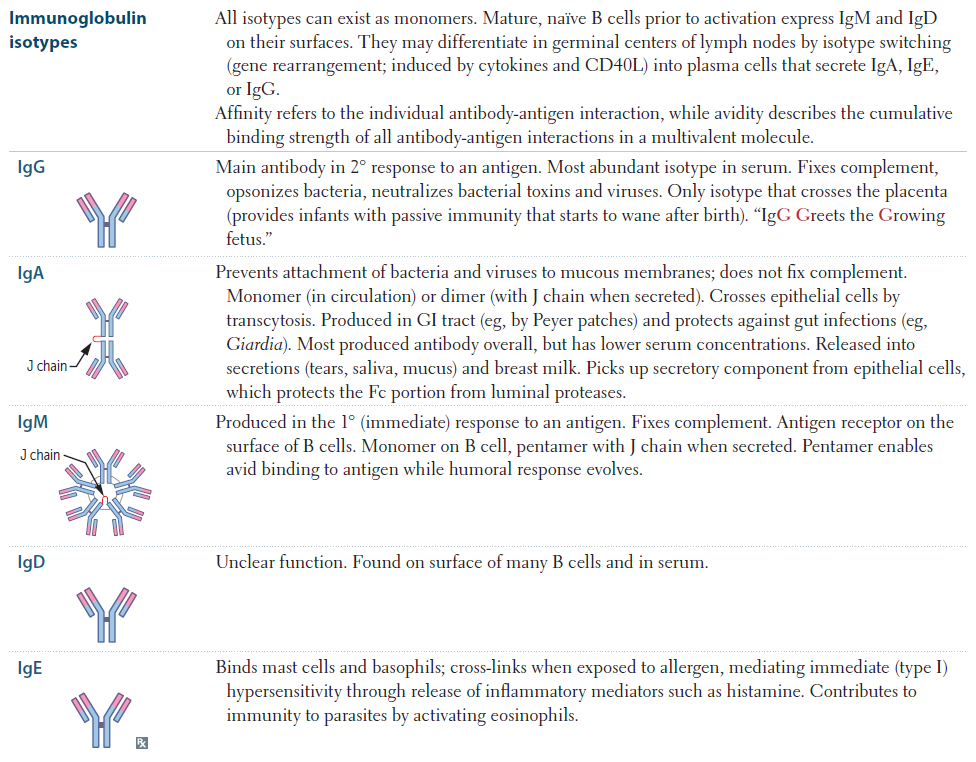 Immunoglobulin
isotypes
All isotypes can exist as monomers. Mature, naïve B cells prior to activation express IgM and IgD
on their surfaces. They may differentiate in germinal centers of lymph nodes by isotype switching
(gene rearrangement; induced by cytokines and CD40L) into plasma cells that secrete IgA, IgE,
or IgG.
Affinity refers to the individual antibody-antigen interaction, while avidity describes the cumulative
binding strength of all antibody-antigen interactions in a multivalent molecule.
IgG
Main antibody in 2° response to an antigen. Most abundant isotype in serum. Fixes complement,
opsonizes bacteria, neutralizes bacterial toxins and viruses. Only isotype that crosses the placenta
(provides infants with passive immunity that starts to wane after birth). “IgG Greets the Growing
fetus.”
IgA
J chain
Prevents attachment of bacteria and viruses to mucous membranes; does not fix complement.
Monomer (in circulation) or dimer (with J chain when secreted). Crosses epithelial cells by
transcytosis. Produced in GI tract (eg, by Peyer patches) and protects against gut infections (eg,
Giardia). Most produced antibody overall, but has lower serum concentrations. Released into
secretions (tears, saliva, mucus) and breast milk. Picks up secretory component from epithelial cells,
which protects the Fc portion from luminal proteases.
IgM
J chain
Produced in the 1° (immediate) response to an antigen. Fixes complement. Antigen receptor on the
surface of B cells. Monomer on B cell, pentamer with J chain when secreted. Pentamer enables
avid binding to antigen while humoral response evolves.
IgD
Unclear function. Found on surface of many B cells and in serum.
IgE
Rx
Binds mast cells and basophils; cross-links when exposed to allergen, mediating immediate (type I)
hypersensitivity through release of inflammatory mediators such as histamine. Contributes to
immunity to parasites by activating eosinophils.